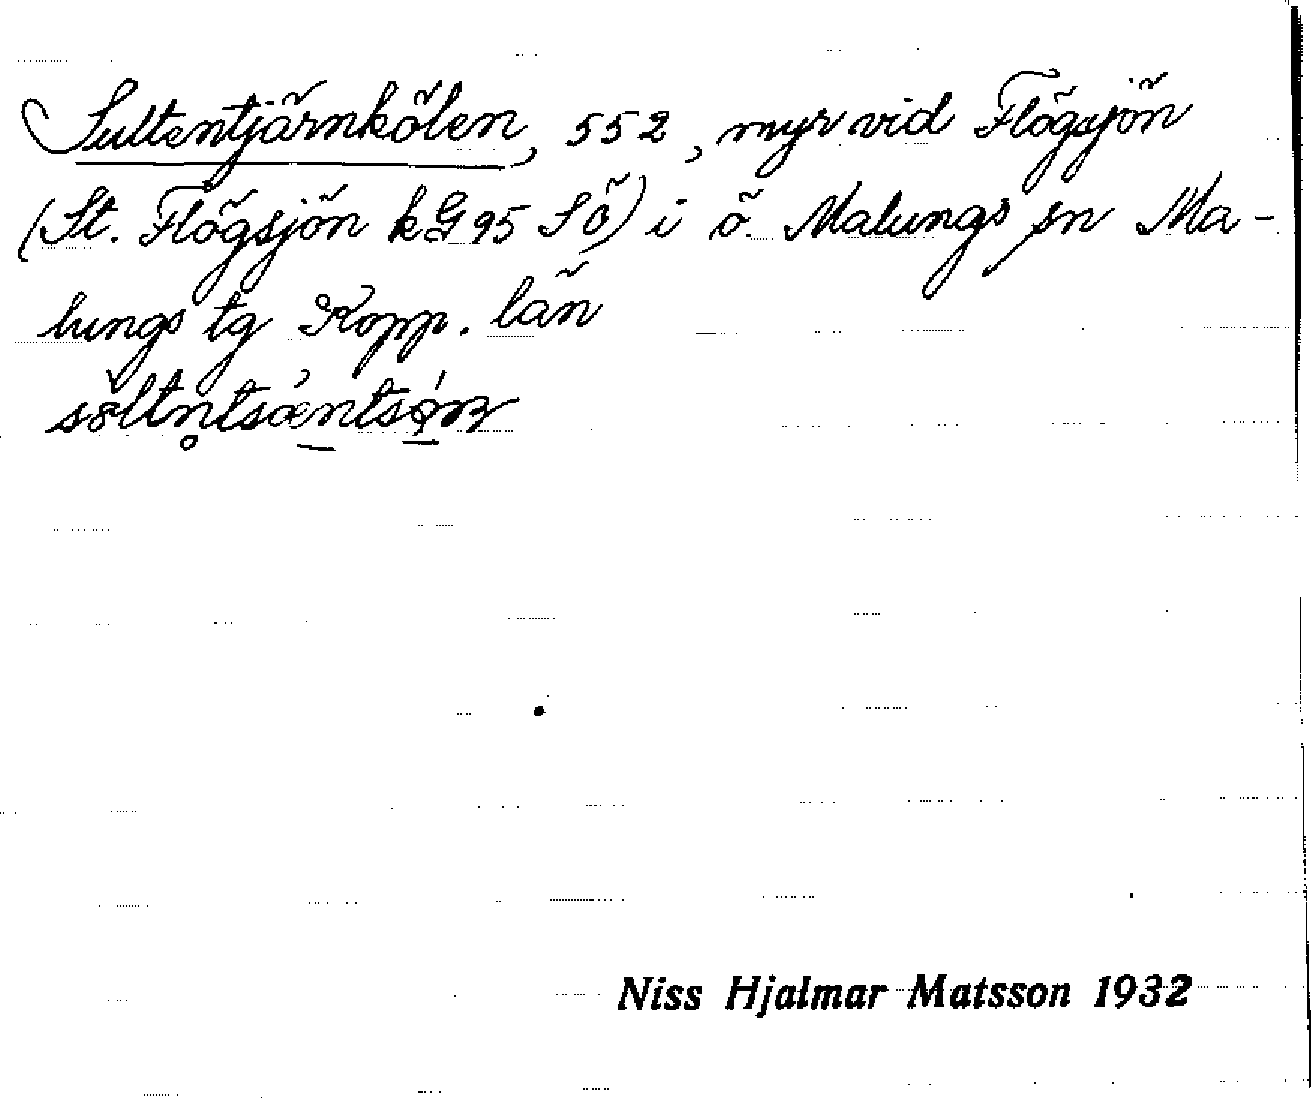 Sultentjärnkölen, 552, myr vid Flögsjön
(St. Flögsjön kG 95 SÖ) i ö. Malungs sn Ma-
lungs tg Kopp. län
Niss Hjalmar Matsson 1932